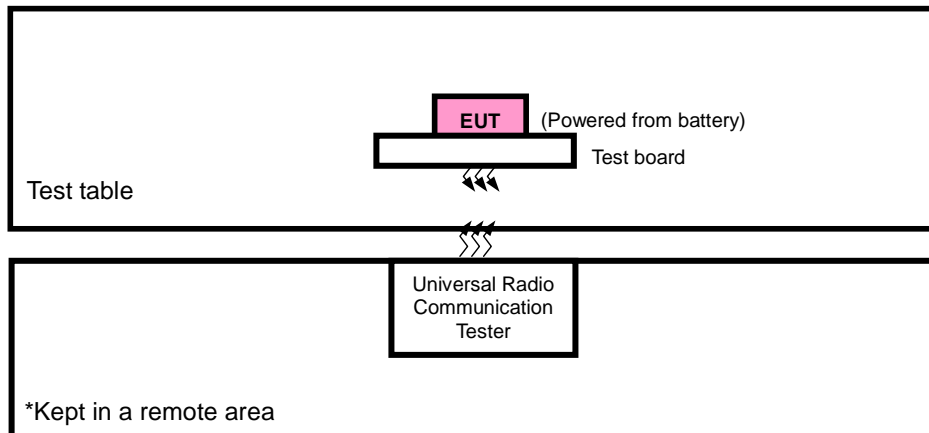 EUT
(Powered from battery)
Test board
Test table
Universal Radio
Communication
Tester
*Kept in a remote area